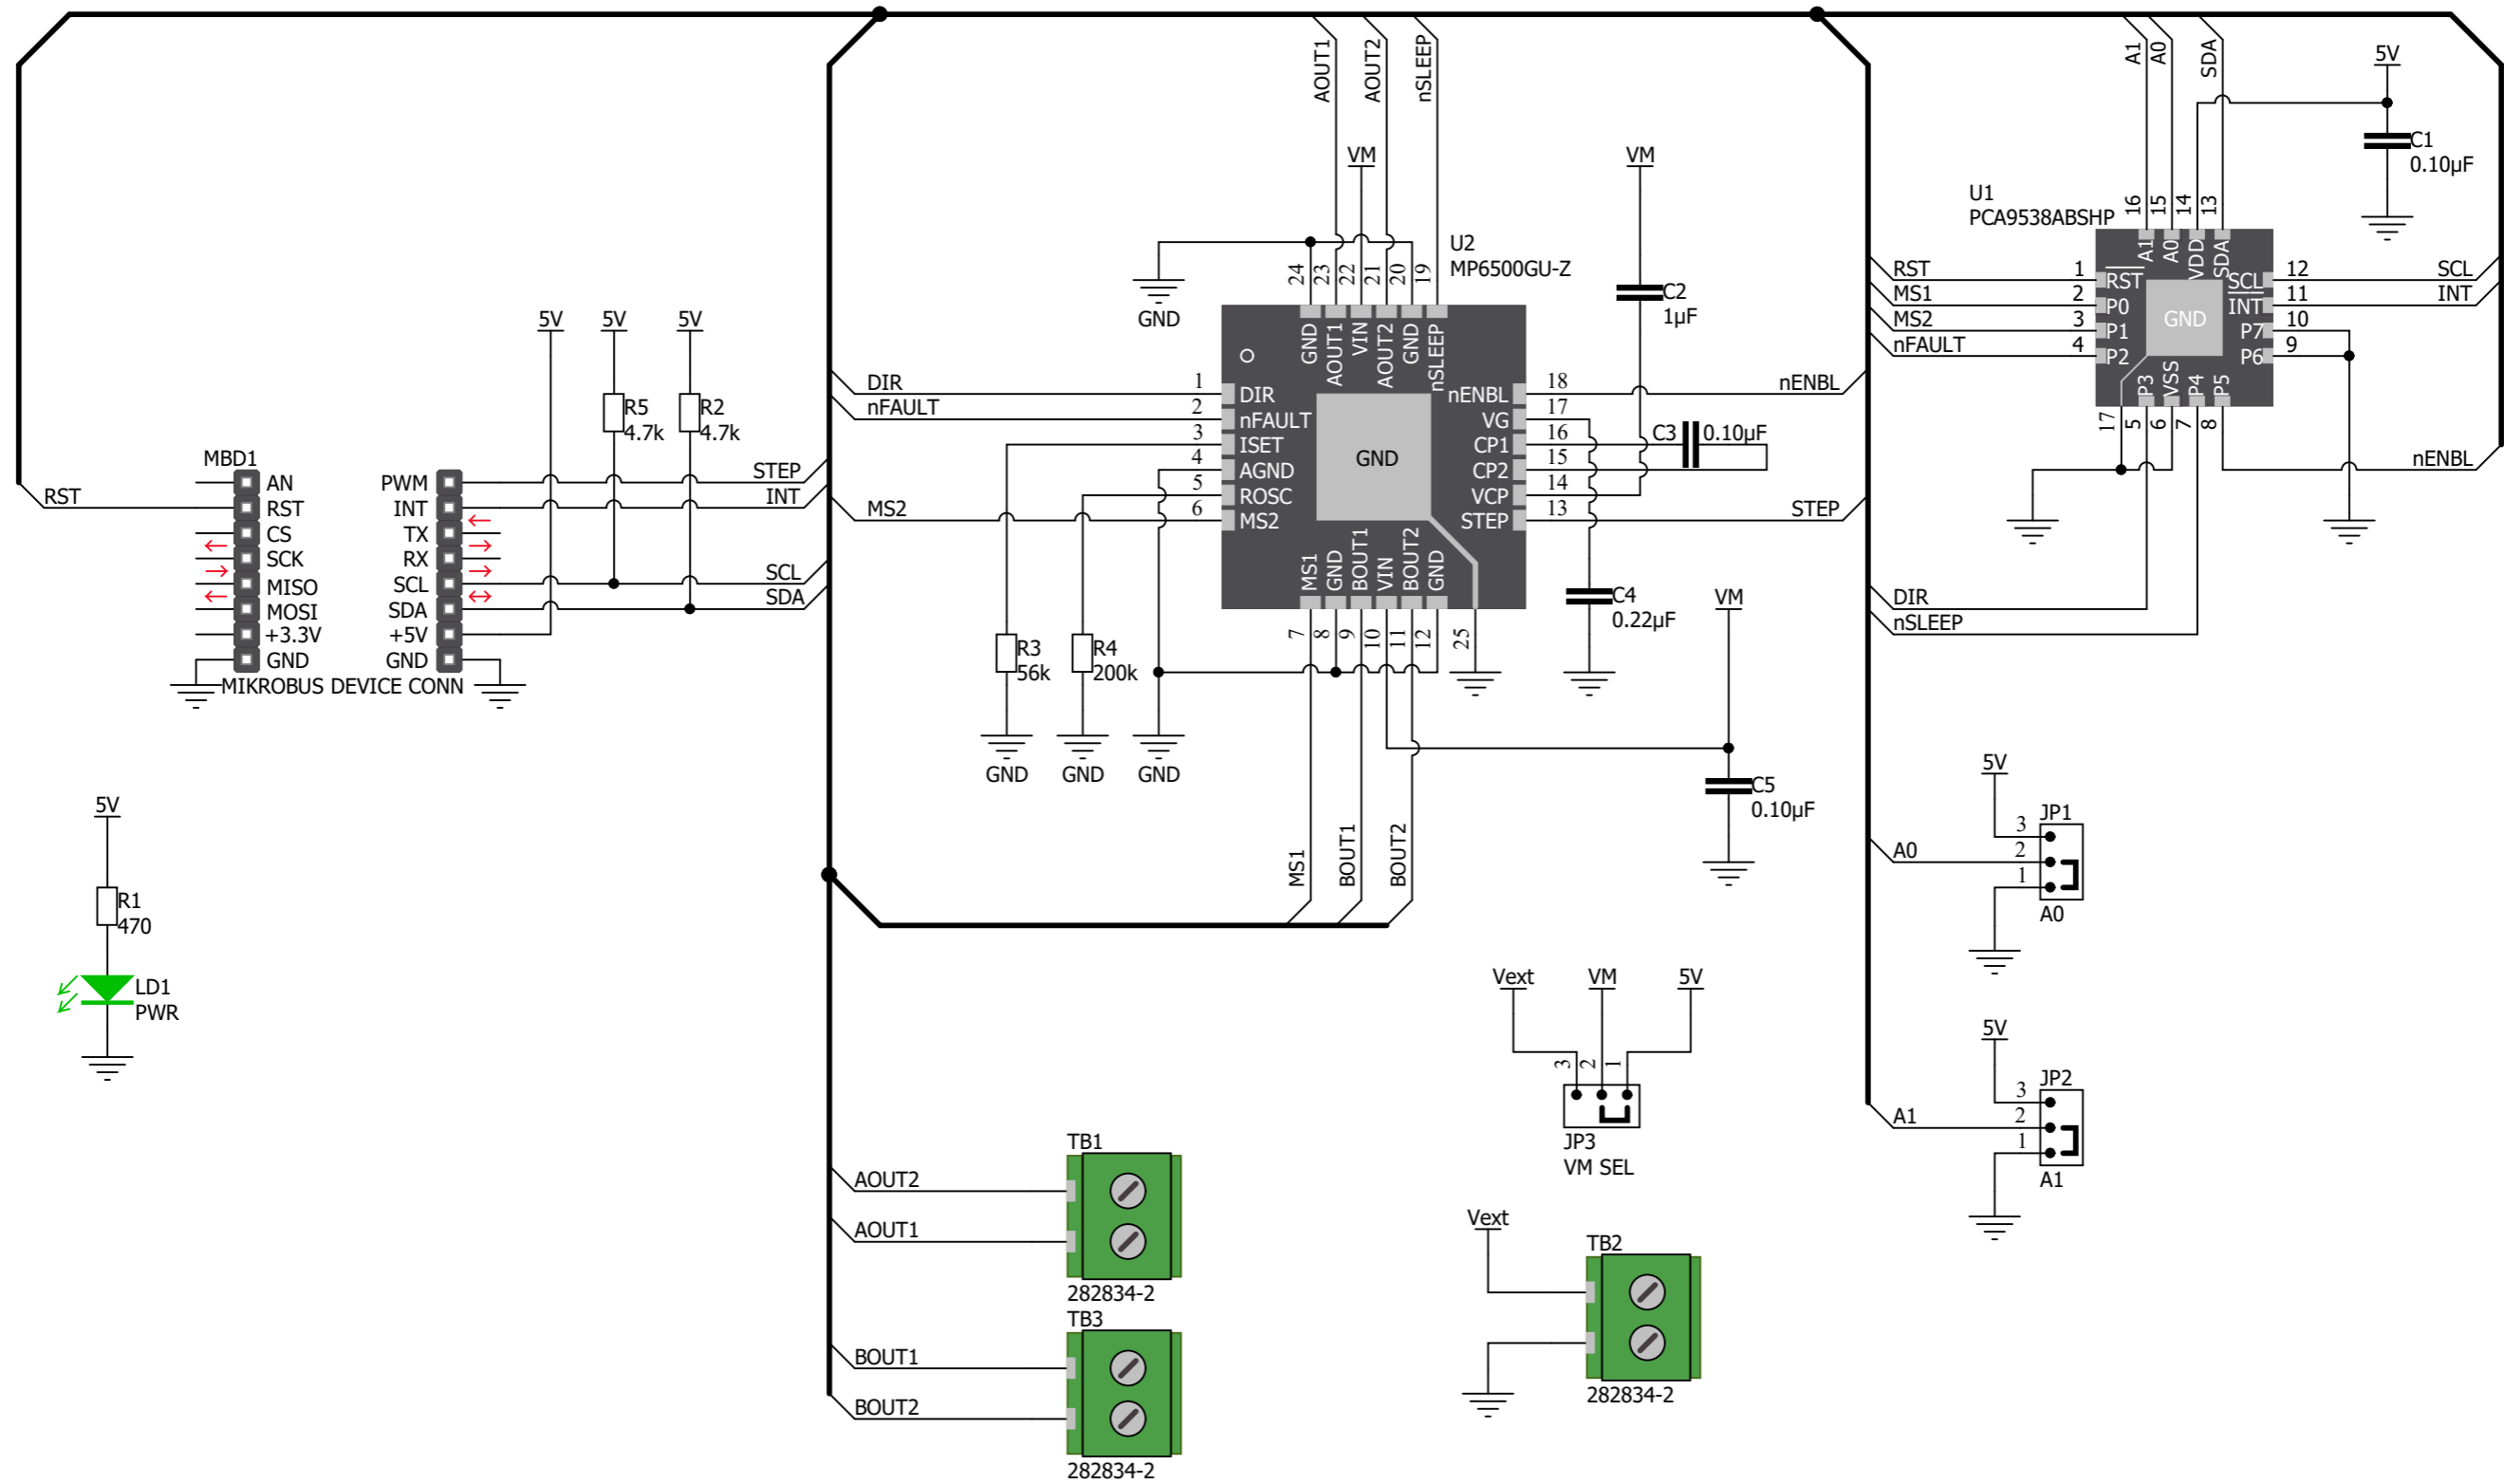 AOUT1
AOUT2
nSLEEP
A1
A0
SDA
5V
C1
0.10µF
VM
VM
U1
PCA9538ABSHP
16
15
14
13
A1
A0
VDD
SDA
RST
1
RST
SCL
12
SCL
MS1
2
P0
INT
11
INT
MS2
3
P1
P7
10
nFAULT
4
P2
P6
9
GND
P3
VSS
P4
P5
17
5
6
7
8
nENBL
DIR
nSLEEP
GND
24
23
22
21
20
19
U2
MP6500GU-Z
GND
AOUT1
VIN
AOUT2
GND
nSLEEP
C2
1µF
DIR
1
DIR
nENBL
18
nENBL
nFAULT
2
nFAULT
VG
17
3
ISET
CP1
16
C3
0.10µF
4
AGND
CP2
15
5
ROSC
VCP
14
MS2
6
MS2
STEP
13
STEP
GND
MS1
GND
BOUT1
VIN
BOUT2
GND
7
8
9
10
11
12
25
C4
0.22µF
VM
C5
0.10µF
R3
56k
R4
200k
GND
GND
GND
MS1
BOUT1
BOUT2
5V
5V
5V
R5
4.7k
R2
4.7k
MBD1
RST
AN
PWM
STEP
RST
INT
INT
CS
TX
SCK
RX
MISO
SCL
SCL
MOSI
SDA
SDA
+3.3V
+5V
GND
GND
MIKROBUS DEVICE CONN
5V
R1
470
LD1
PWR
5V
JP1
3
A0
2
1
A0
5V
JP2
3
A1
2
1
A1
Vext
VM
5V
3
2
1
JP3
VM SEL
TB1
AOUT2
AOUT1
282834-2
TB3
BOUT1
BOUT2
282834-2
Vext
TB2
282834-2